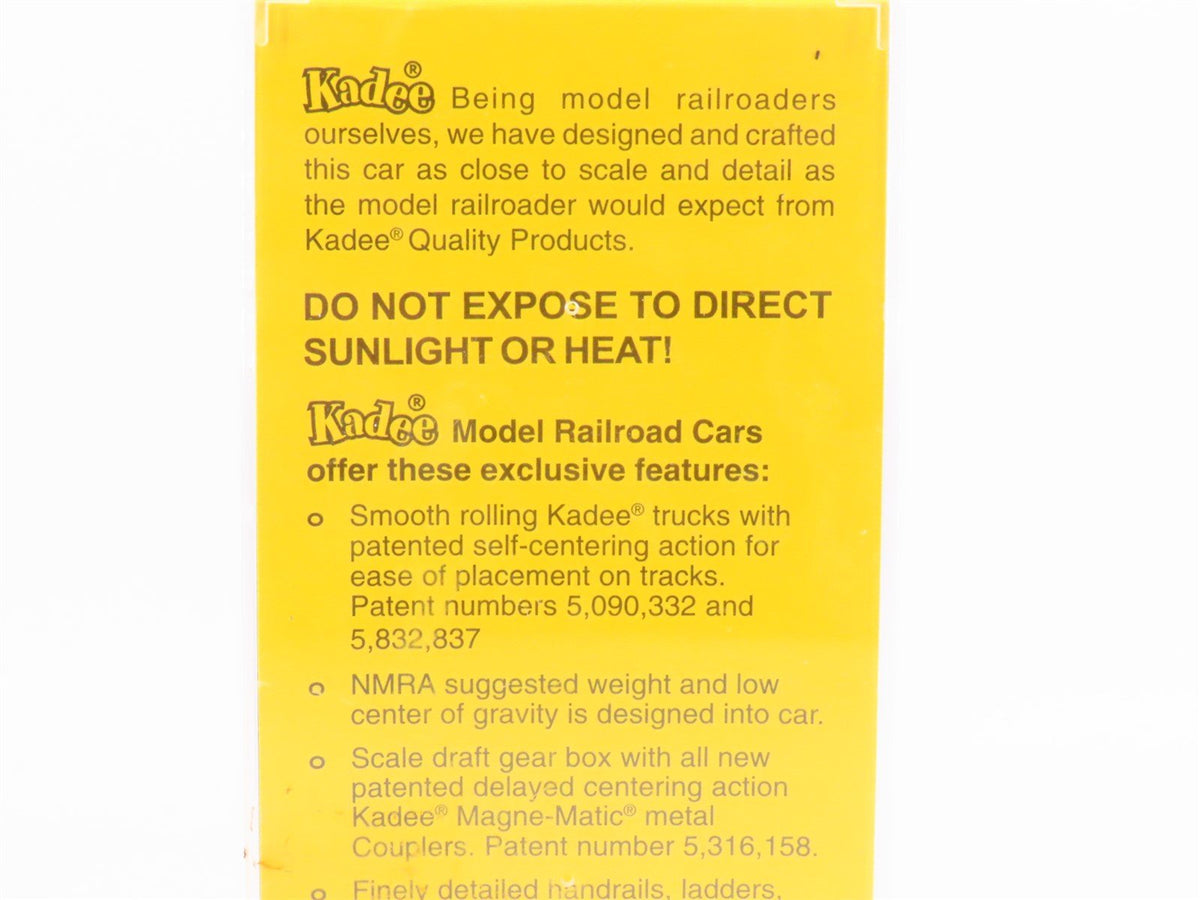 Kadee® Being model railroaders
ourselves, we have designed and crafted
this car as close to scale and detail as
the model railroader would expect from
Kadee® Quality Products.
DO NOT EXPOSE TO DIRECT
SUNLIGHT OR HEAT!
Kadee® Model Railroad Cars
offer these exclusive features:
o Smooth rolling Kadee® trucks with
patented self-centering action for
ease of placement on tracks.
Patent numbers 5,090,332 and
5,832,837
o NMRA suggested weight and low
center of gravity is designed into car.
o Scale draft gear box with all new
patented delayed centering action
Kadee® Magne-Matic® metal
Couplers. Patent number 5,316,158.
o Finely detailed handrails, ladders,